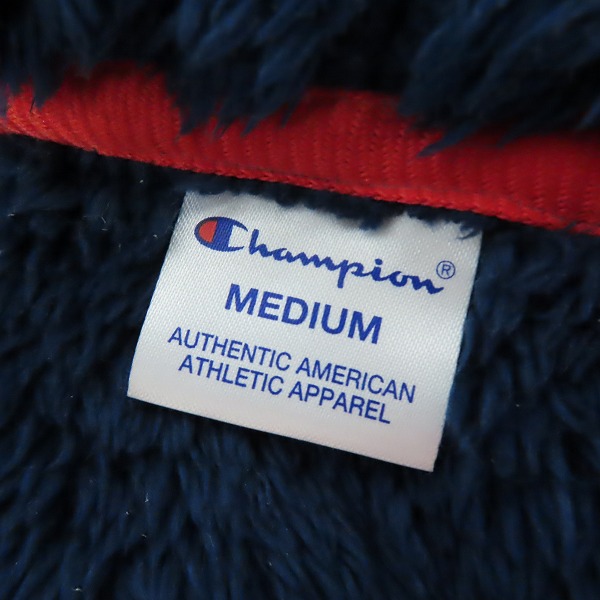 Champion®
MEDIUM
AUTHENTIC AMERICAN
ATHLETIC APPAREL